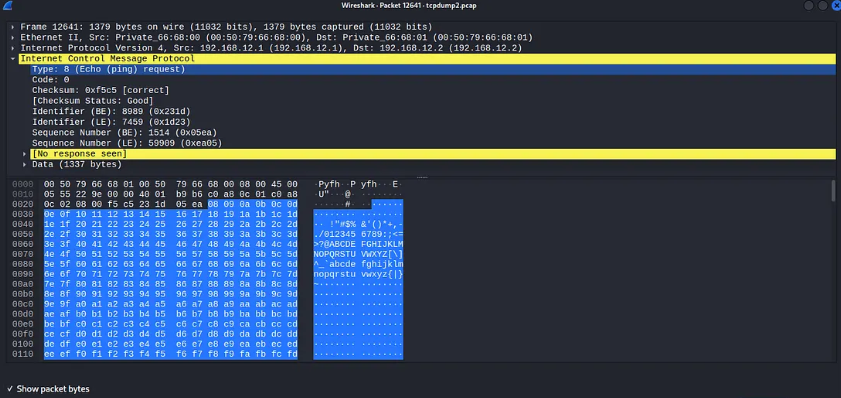 Wireshark · Packet 12641 · tcpdump2.pcap
Frame 12641: 1379 bytes on wire (11032 bits), 1379 bytes captured (11032 bits)
Ethernet II, Src: Private_66:68:00 (00:50:79:66:68:00), Dst: Private_66:68:01 (00:50:79:66:68:01)
Internet Protocol Version 4, Src: 192.168.12.1 (192.168.12.1), Dst: 192.168.12.2 (192.168.12.2)
Internet Control Message Protocol
Type: 8 (Echo (ping) request)
Code: 0
Checksum: 0xf5c5 [correct]
[Checksum Status: Good]
Identifier (BE): 8989 (0x231d)
Identifier (LE): 7459 (0x1d23)
Sequence Number (BE): 1514 (0x05ea)
Sequence Number (LE): 59909 (0xea05)
[No response seen]
Data (1337 bytes)
0000 00 50 79 66 68 01 00 50 79 66 68 00 08 00 45 00 ·Pyfh··P yfh···E·
0010 05 55 22 9e 00 00 40 01 b9 b6 c0 a8 0c 01 c0 a8 ·U"···@· ········
0020 0c 02 08 00 f5 c5 23 1d 05 ea 08 09 0a 0b 0c 0d ······#· ········
0030 0e 0f 10 11 12 13 14 15 16 17 18 19 1a 1b 1c 1d ········ ········
0040 1e 1f 20 21 22 23 24 25 26 27 28 29 2a 2b 2c 2d ·· !"#$% &'()*+,-
0050 2e 2f 30 31 32 33 34 35 36 37 38 39 3a 3b 3c 3d ./012345 6789:;<=
0060 3e 3f 40 41 42 43 44 45 46 47 48 49 4a 4b 4c 4d >?@ABCDE FGHIJKLM
0070 4e 4f 50 51 52 53 54 55 56 57 58 59 5a 5b 5c 5d NOPQRSTU VWXYZ[\]
0080 5e 5f 60 61 62 63 64 65 66 67 68 69 6a 6b 6c 6d ^_`abcde fghijklm
0090 6e 6f 70 71 72 73 74 75 76 77 78 79 7a 7b 7c 7d nopqrstu vwxyz{|}
00a0 7e 7f 80 81 82 83 84 85 86 87 88 89 8a 8b 8c 8d ~······· ········
00b0 8e 8f 90 91 92 93 94 95 96 97 98 99 9a 9b 9c 9d ········ ········
00c0 9e 9f a0 a1 a2 a3 a4 a5 a6 a7 a8 a9 aa ab ac ad ········ ········
00d0 ae af b0 b1 b2 b3 b4 b5 b6 b7 b8 b9 ba bb bc bd ········ ········
00e0 be bf c0 c1 c2 c3 c4 c5 c6 c7 c8 c9 ca cb cc cd ········ ········
00f0 ce cf d0 d1 d2 d3 d4 d5 d6 d7 d8 d9 da db dc dd ········ ········
0100 de df e0 e1 e2 e3 e4 e5 e6 e7 e8 e9 ea eb ec ed ········ ········
0110 ee ef f0 f1 f2 f3 f4 f5 f6 f7 f8 f9 fa fb fc fd ········ ········
Show packet bytes